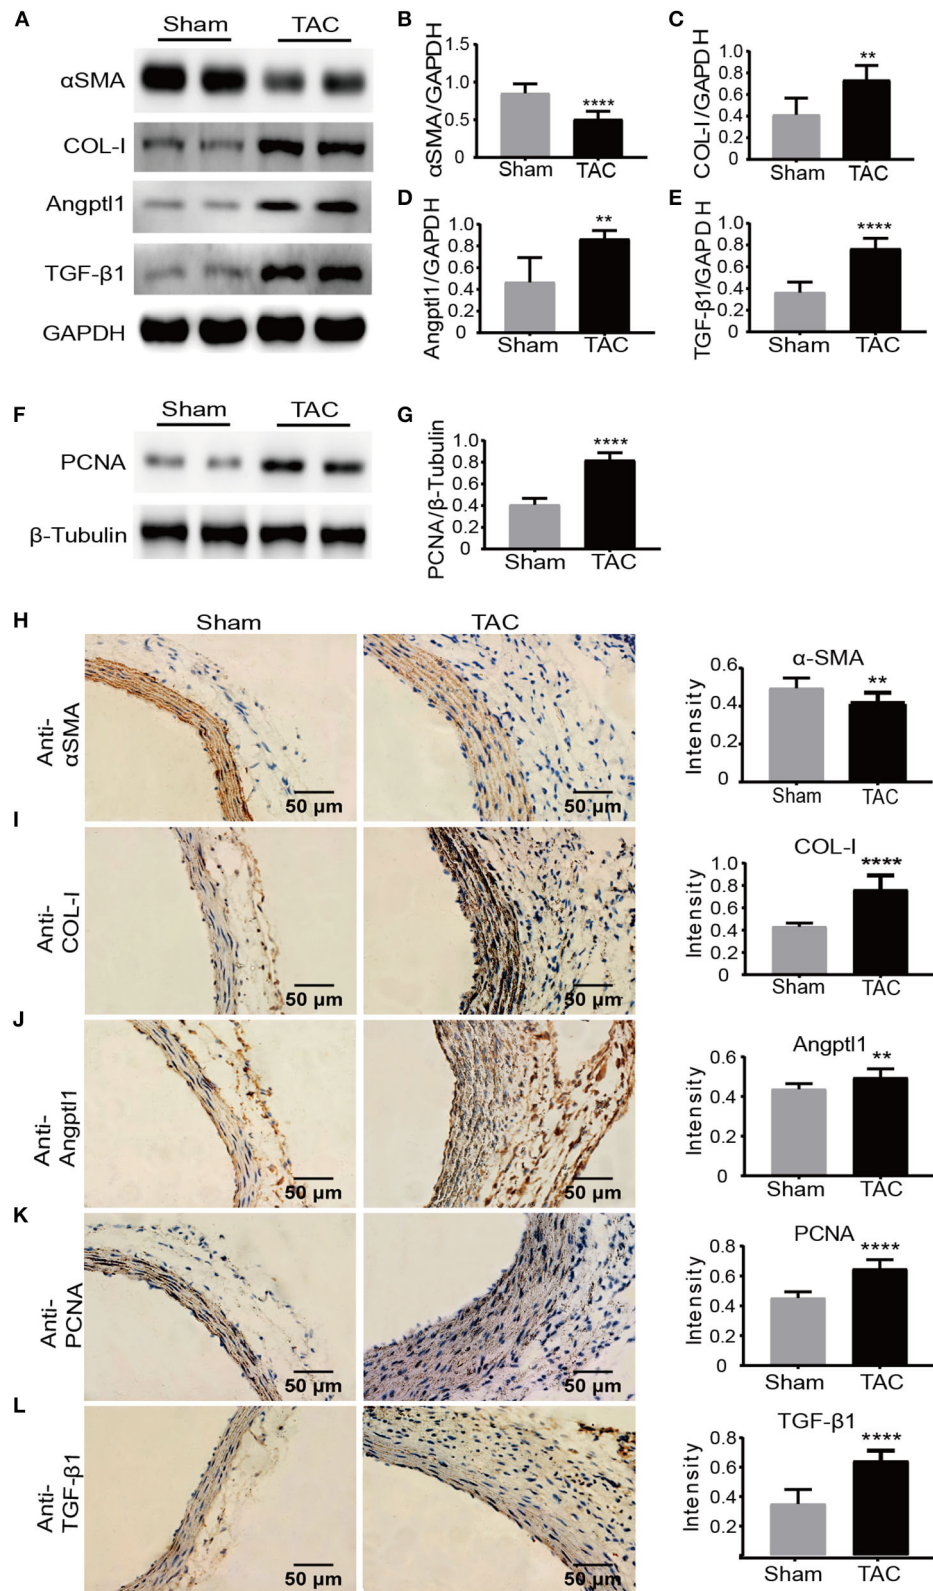 A
Sham TAC
αSMA
COL-I
Angptl1
TGF-β1
GAPDH
B
αSMA/GAPDH
1.5
1.0
0.5
0
****
Sham TAC
C
COL-I/GAPDH
1.0
0.8
0.6
0.4
0.2
0
**
Sham TAC
D
Angptl1/GAPDH
1.0
0.8
0.6
0.4
0.2
0
**
Sham TAC
E
TGF-β1/GAPDH
1.0
0.8
0.6
0.4
0.2
0
****
Sham TAC
F
Sham TAC
PCNA
β-Tubulin
G
PCNA/β-Tubulin
1.0
0.8
0.6
0.4
0.2
0
****
Sham TAC
H
Sham TAC
Anti-
αSMA
50 µm 50 µm
α-SMA
Intensity
0.6
0.4
0.2
0
**
Sham TAC
I
Anti-
COL-I
50 µm 50 µm
COL-I
Intensity
1.0
0.8
0.6
0.4
0.2
0
****
Sham TAC
J
Anti-
Angptl1
50 µm 50 µm
Angptl1
Intensity
0.6
0.4
0.2
0
**
Sham TAC
K
Anti-
PCNA
50 µm 50 µm
PCNA
Intensity
0.8
0.6
0.4
0.2
0
****
Sham TAC
L
Anti-
TGF-β1
50 µm 50 µm
TGF-β1
Intensity
0.8
0.6
0.4
0.2
0
****
Sham TAC